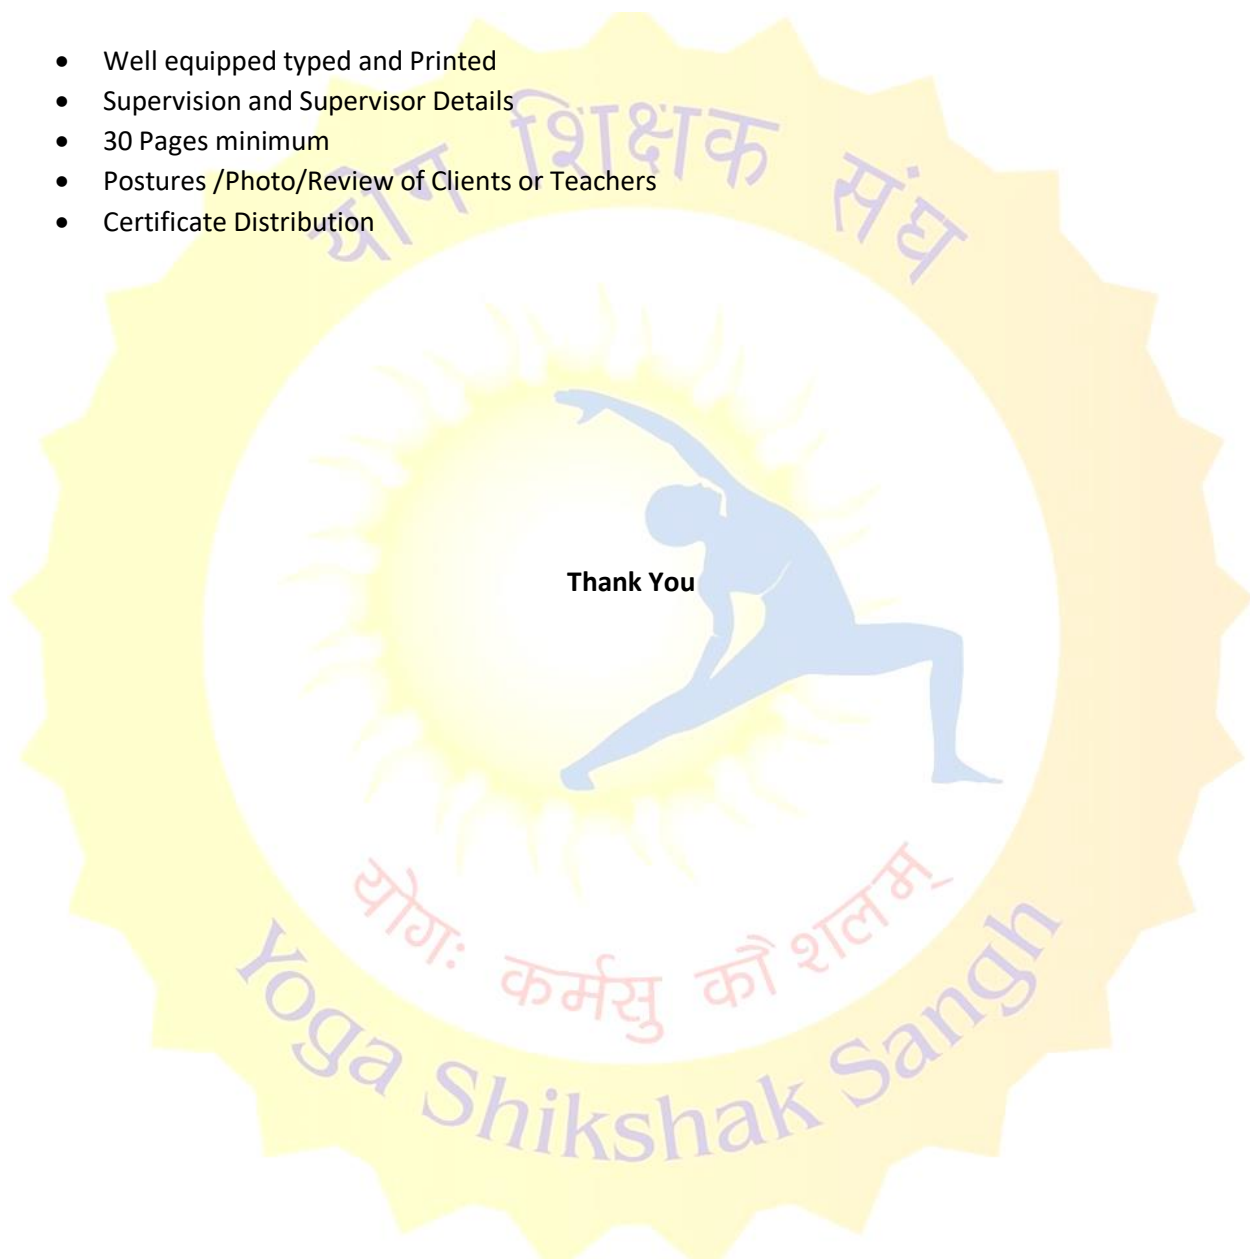 • Well equipped typed and Printed
• Supervision and Supervisor Details
• 30 Pages minimum
• Postures /Photo/Review of Clients or Teachers
• Certificate Distribution
योग शिक्षक संघ
Thank You
योगः कर्मसु कौशलम्
Yoga Shikshak Sangh